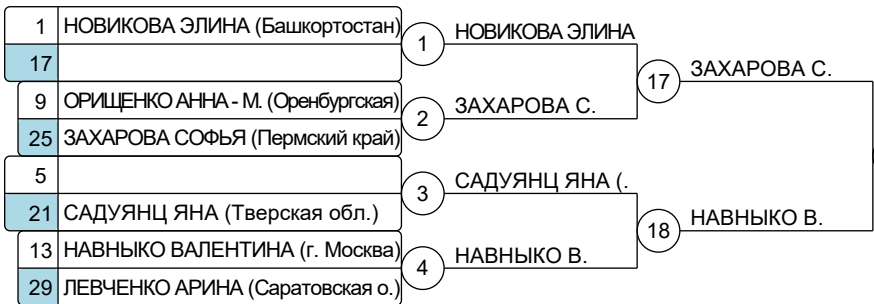 1 НОВИКОВА ЭЛИНА (Башкортостан)
17
1 НОВИКОВА ЭЛИНА
9 ОРИЩЕНКО АННА - М. (Оренбургская)
25 ЗАХАРОВА СОФЬЯ (Пермский край)
2 ЗАХАРОВА С.
17 ЗАХАРОВА С.
5
21 САДУЯНЦ ЯНА (Тверская обл.)
3 САДУЯНЦ ЯНА (.
13 НАВНЫКО ВАЛЕНТИНА (г. Москва)
29 ЛЕВЧЕНКО АРИНА (Саратовская о.)
4 НАВНЫКО В.
18 НАВНЫКО В.